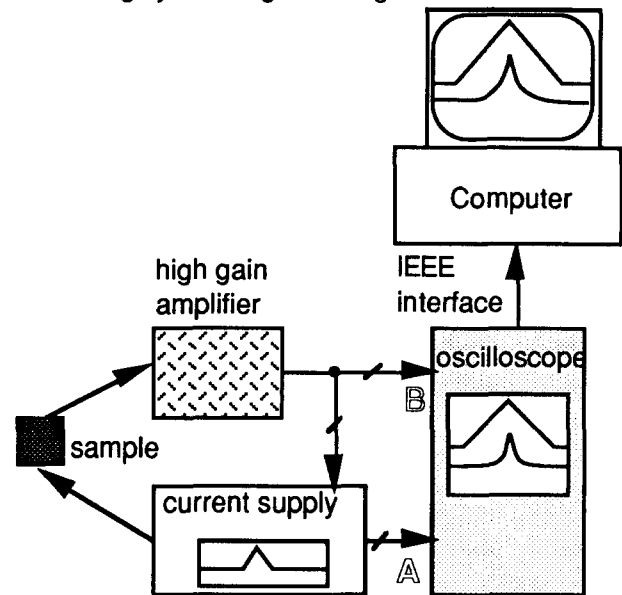 Computer
IEEE
interface
high gain
amplifier
oscilloscope
B
sample
current supply
A